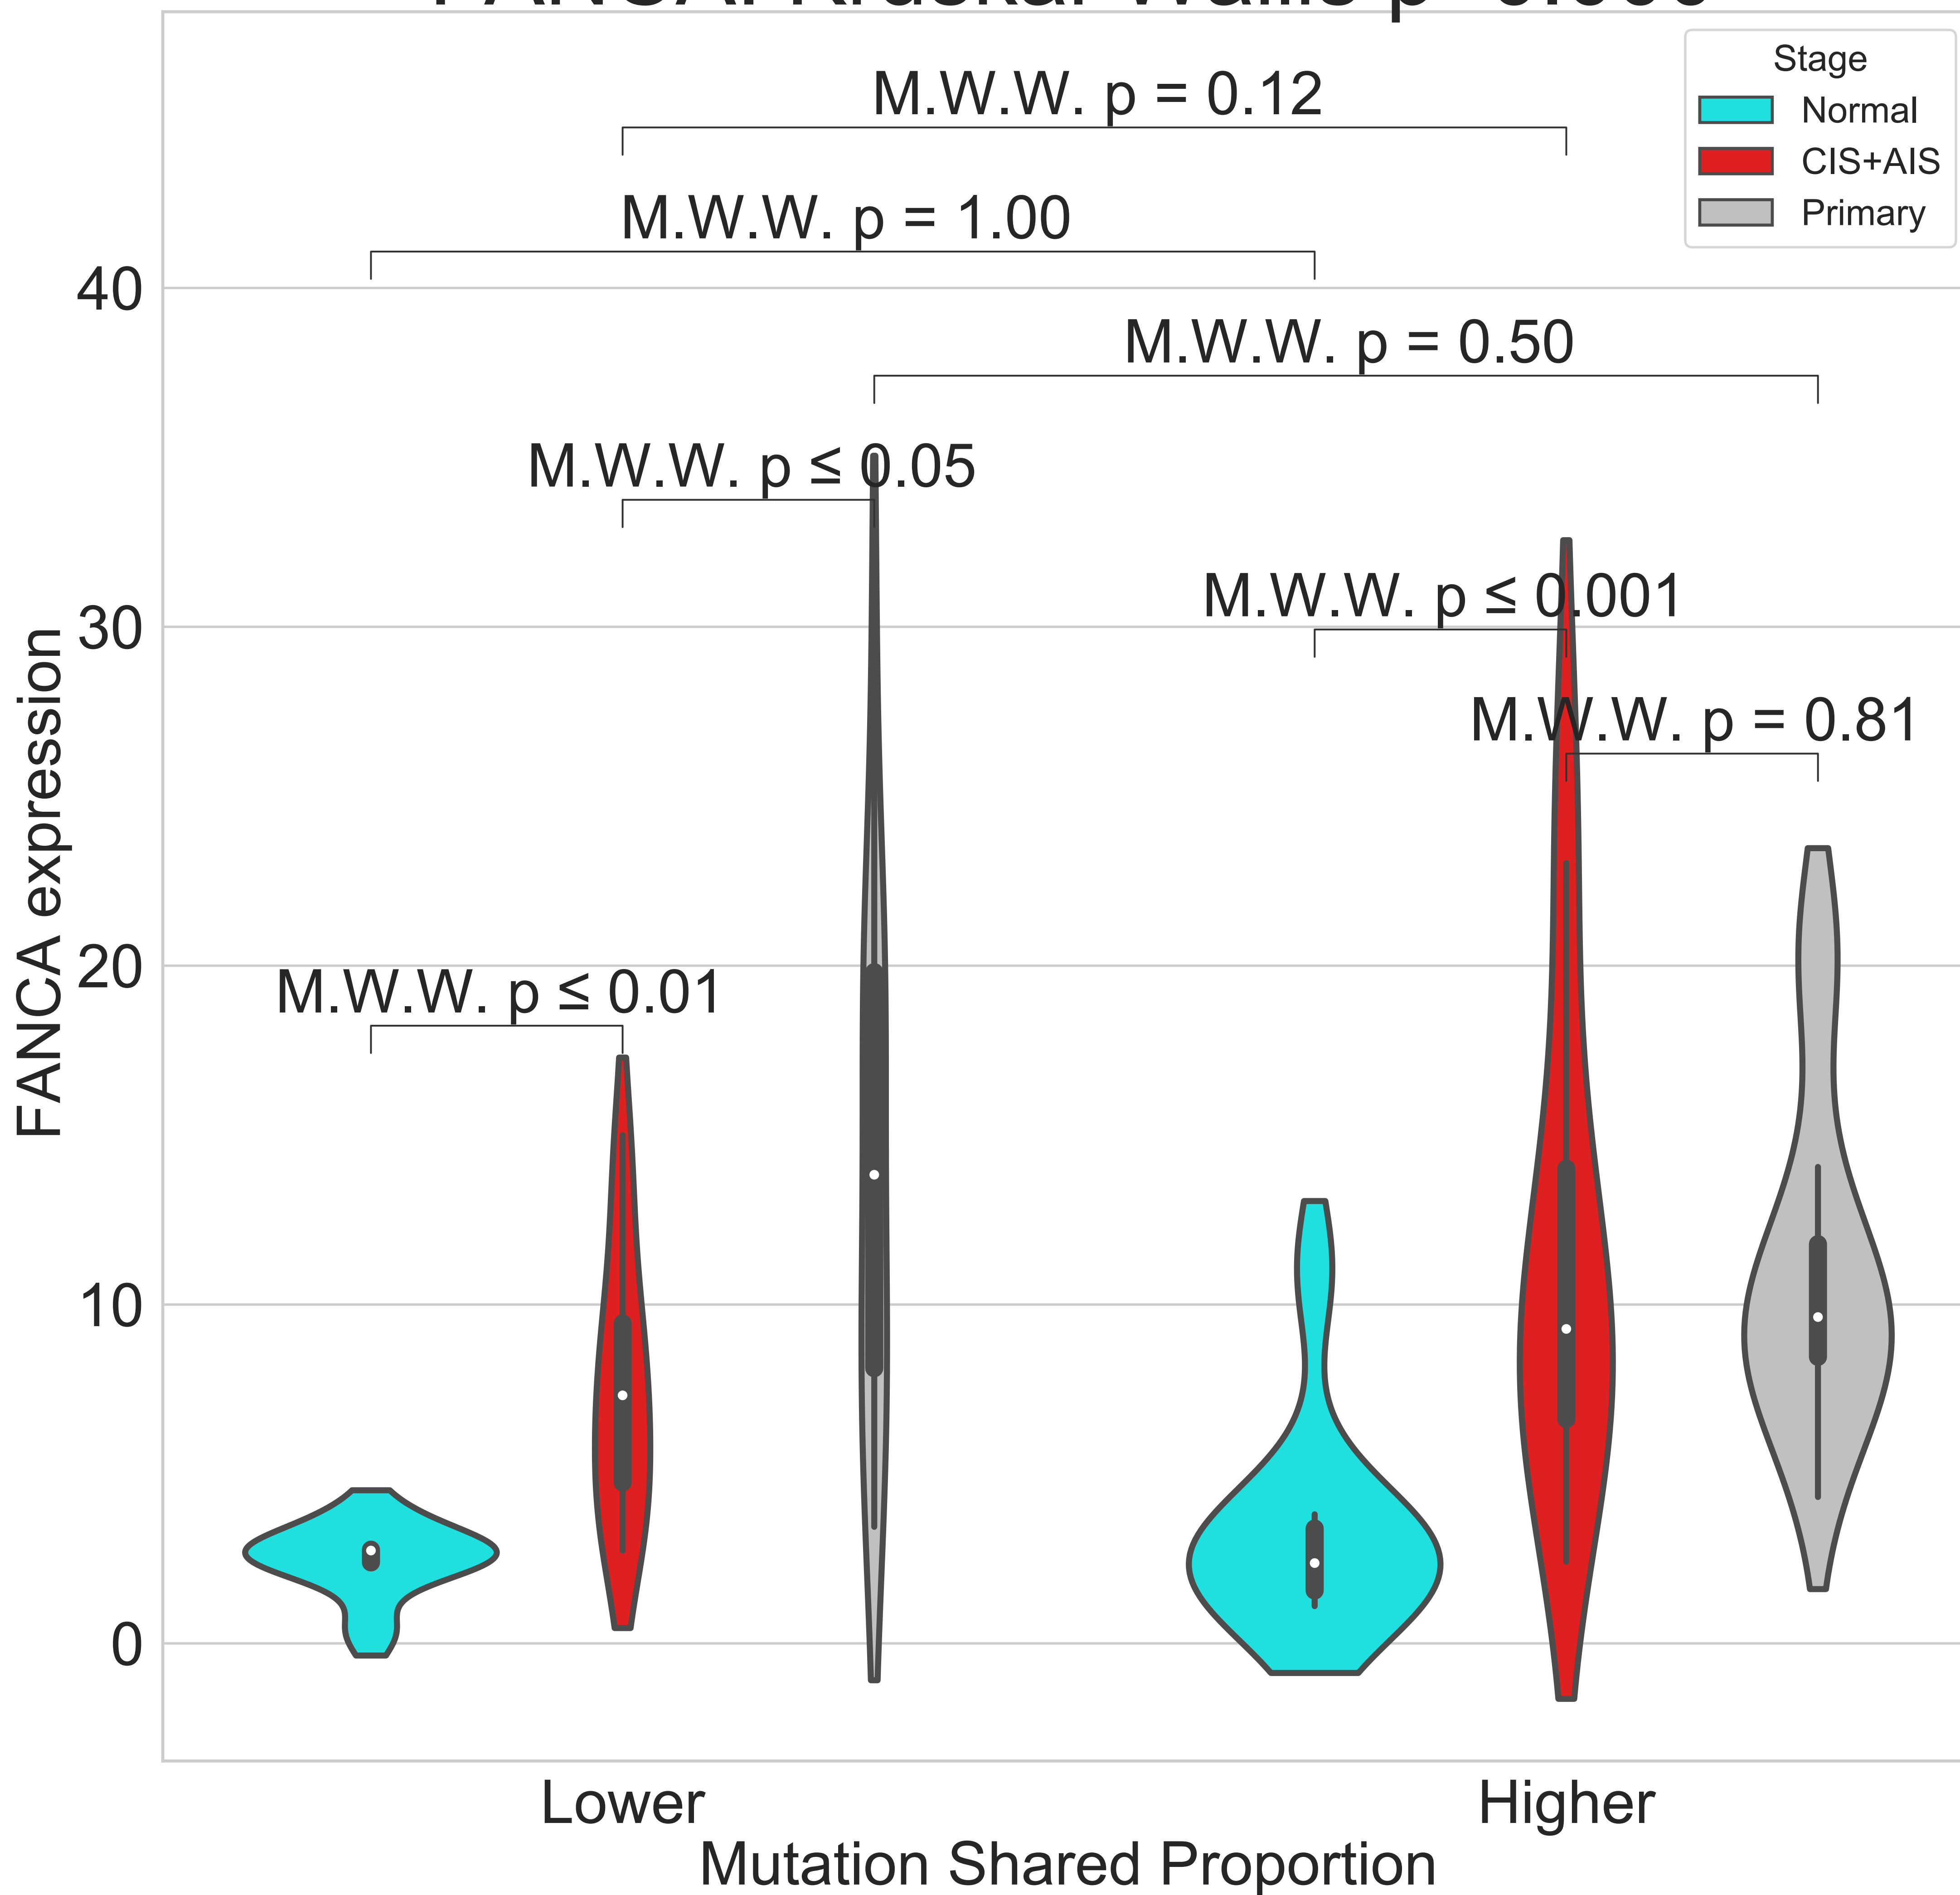 Stage
Normal
CIS+AIS
Primary
M.W.W. p = 0.12
M.W.W. p = 1.00
M.W.W. p = 0.50
M.W.W. p ≤ 0.05
M.W.W. p ≤ 0.001
M.W.W. p = 0.81
M.W.W. p ≤ 0.01
FANCA expression
40
30
20
10
0
Lower
Higher
Mutation Shared Proportion